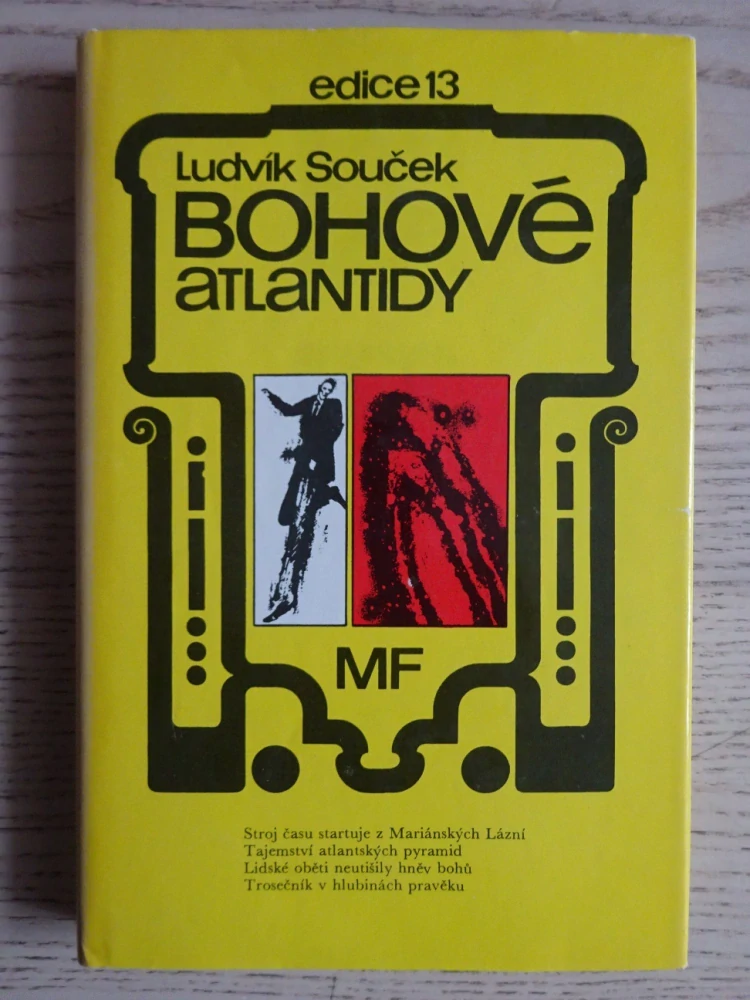 edice 13
Ludvík Souček
BOHOVÉ
ATLANTIDY
MF
Stroj času startuje z Mariánských Lázní
Tajemství atlantských pyramid
Lidské oběti neutišily hněv bohů
Trosečník v hlubinách pravěku